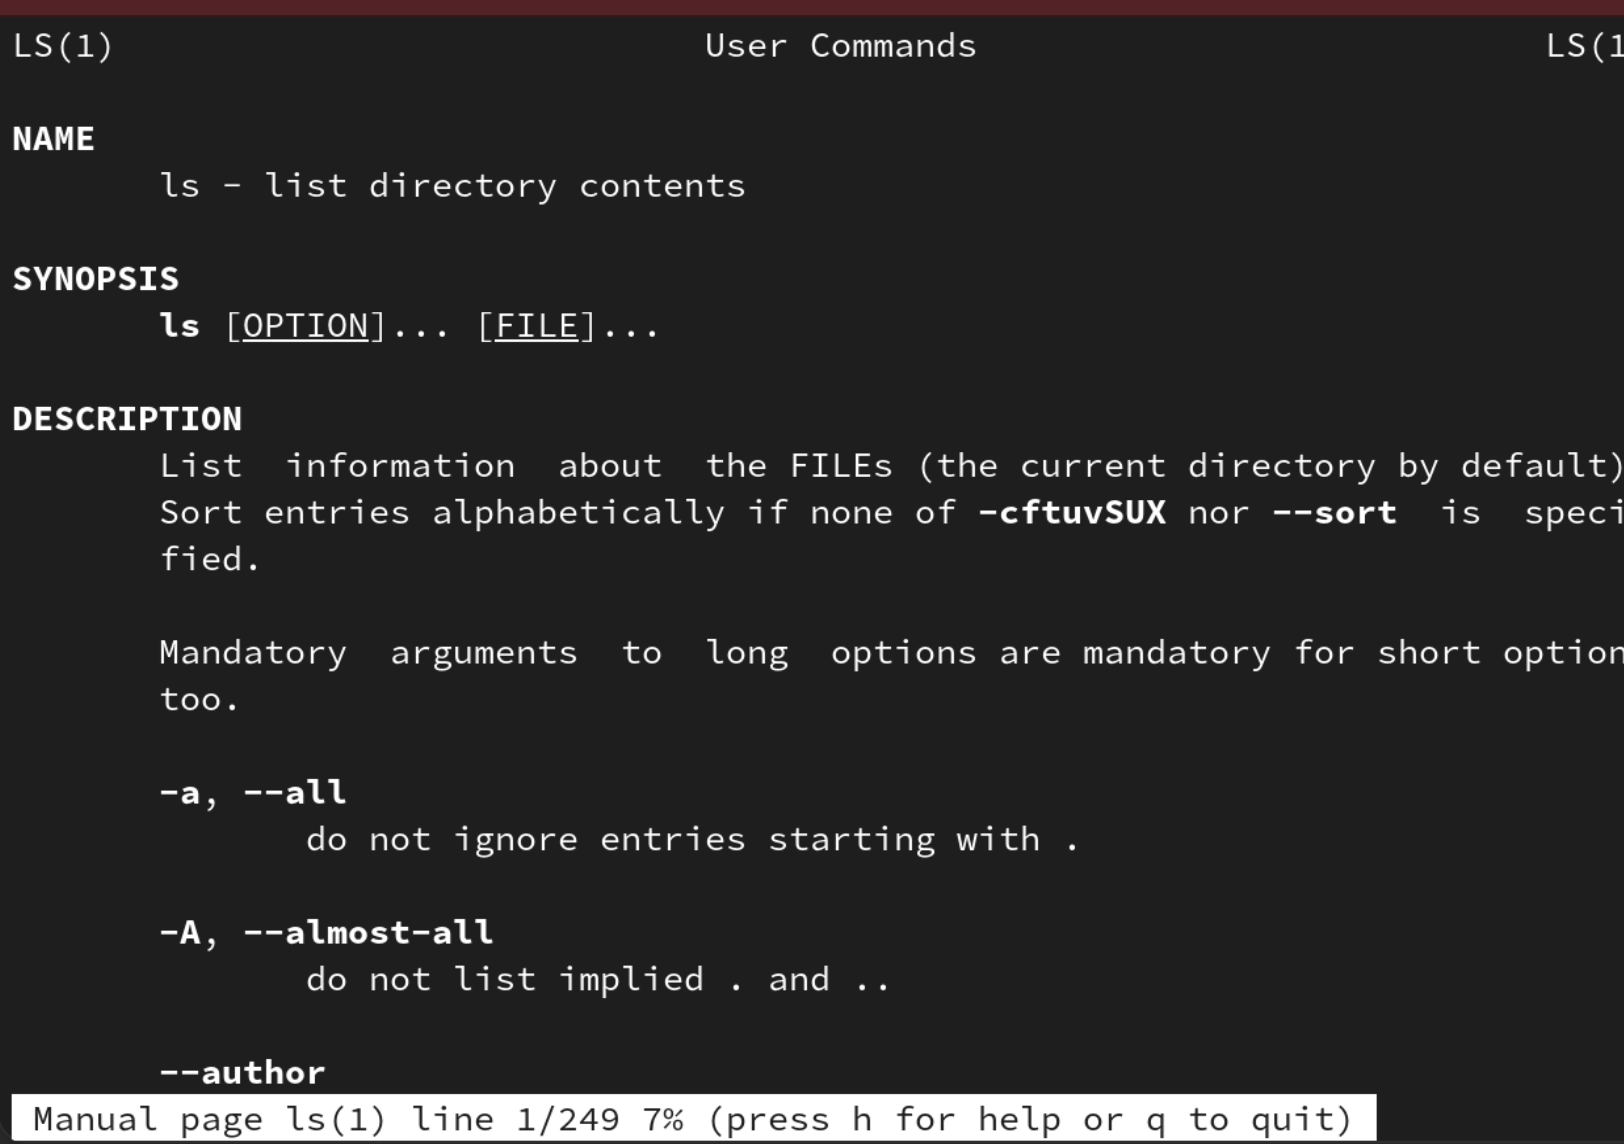 LS(1) User Commands LS(1
NAME
ls - list directory contents
SYNOPSIS
ls [OPTION]... [FILE]...
DESCRIPTION
List information about the FILEs (the current directory by default)
Sort entries alphabetically if none of -cftuvSUX nor --sort is speci
fied.
Mandatory arguments to long options are mandatory for short option
too.
-a, --all
do not ignore entries starting with .
-A, --almost-all
do not list implied . and ..
--author
Manual page ls(1) line 1/249 7% (press h for help or q to quit)